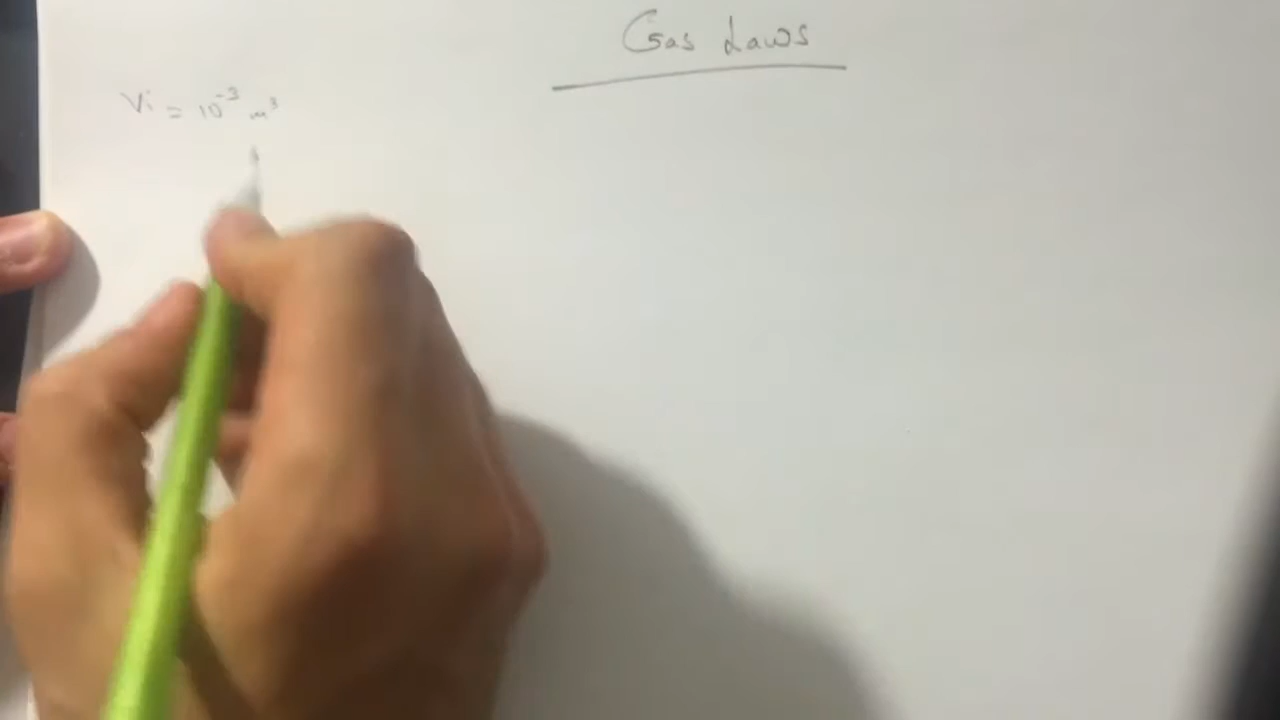 Gas Laws
Vi = 10⁻³ m³